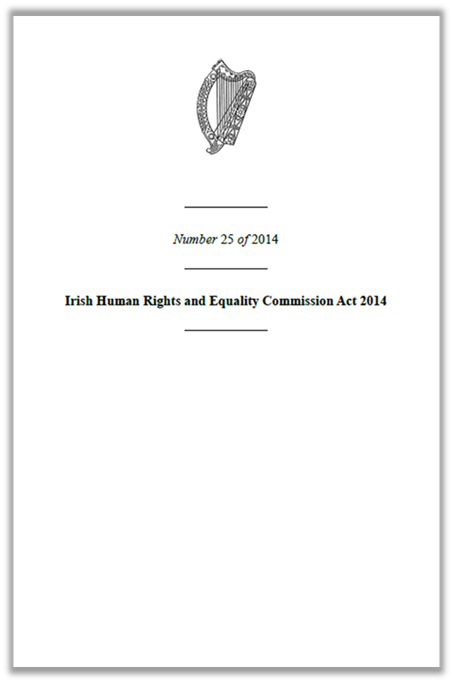 Number 25 of 2014
Irish Human Rights and Equality Commission Act 2014